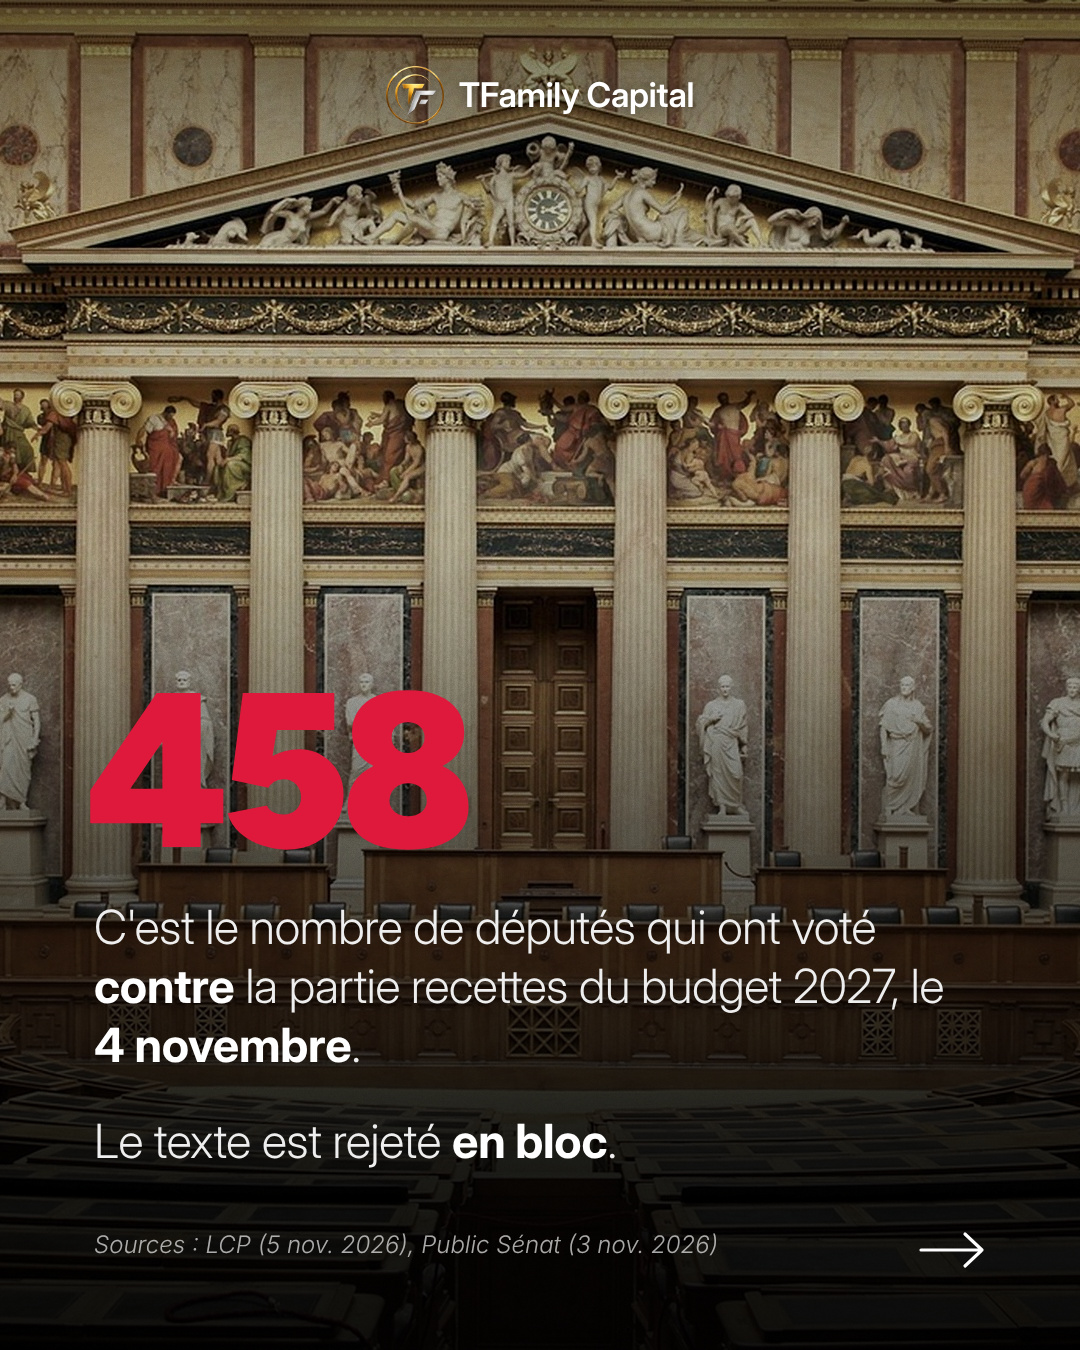 TF TFamily Capital
458
C'est le nombre de députés qui ont voté
contre la partie recettes du budget 2027, le
4 novembre.
Le texte est rejeté en bloc.
Sources : LCP (5 nov. 2026), Public Sénat (3 nov. 2026)